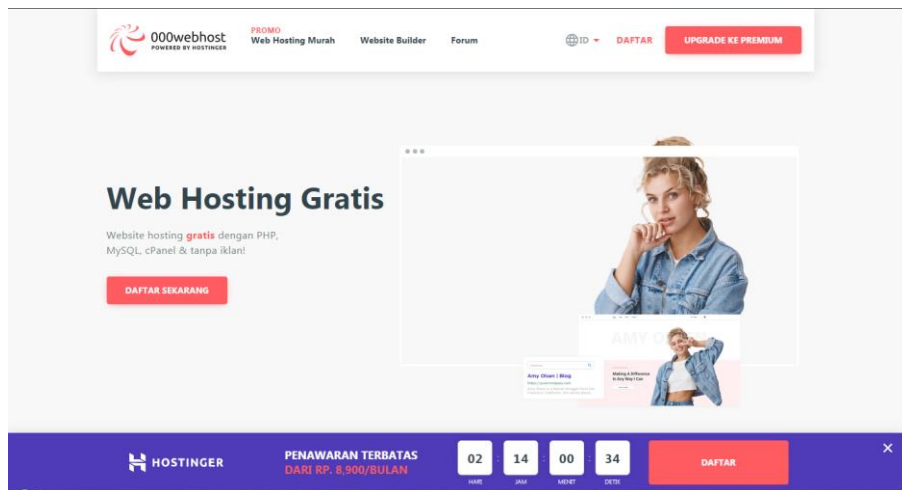 000webhost
POWERED BY HOSTINGER
PROMO
Web Hosting Murah
Website Builder
Forum
ID
DAFTAR
UPGRADE KE PREMIUM
Web Hosting Gratis
Website hosting gratis dengan PHP,
MySQL, cPanel & tanpa iklan!
DAFTAR SEKARANG
AMY OLSEN
Amy Olsen | Blog
Making A Difference
In Any Way I Can
HOSTINGER
PENAWARAN TERBATAS
DARI RP. 8,900/BULAN
02 : 14 : 00 : 34
HARI JAM MENIT DETIK
DAFTAR